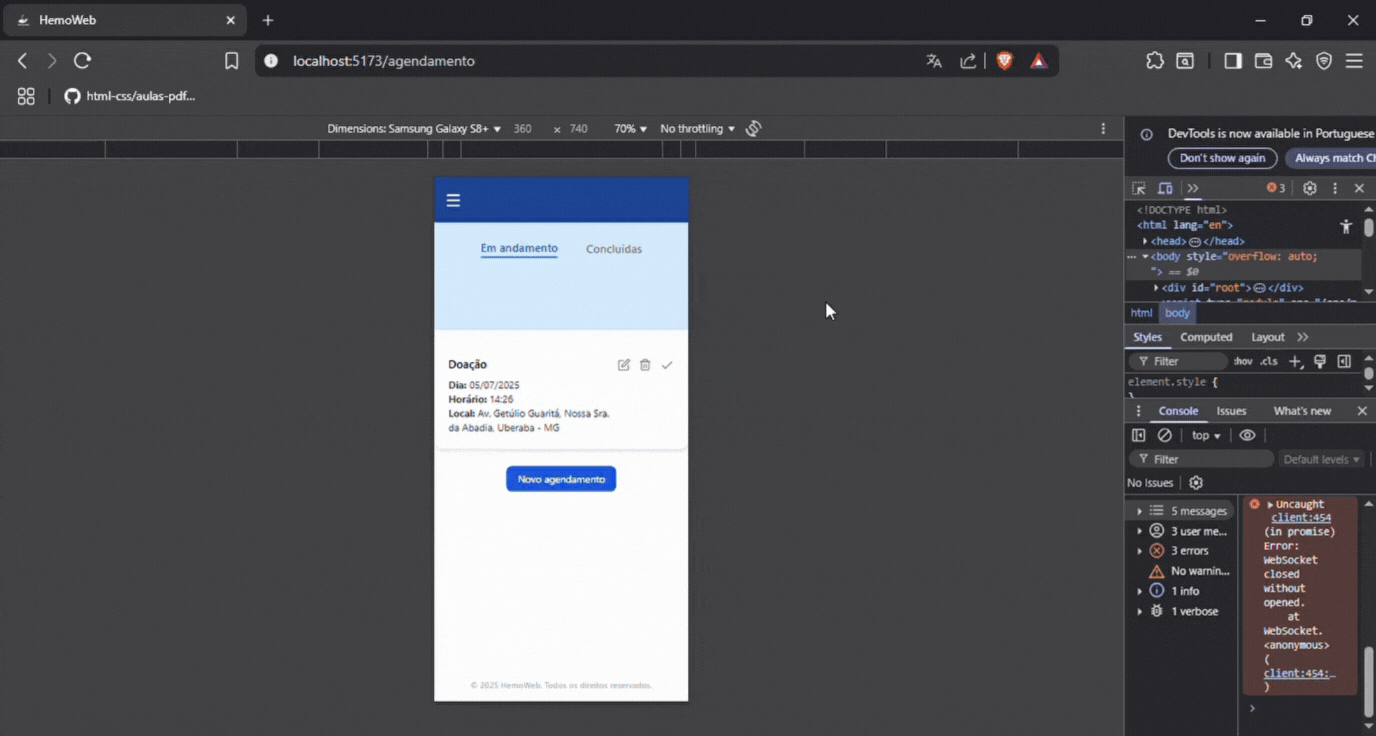 HemoWeb
localhost:5173/agendamento
html-css/aulas-pdf...
Dimensions: Samsung Galaxy S8+ 360 × 740 70% No throttling
DevTools is now available in Portuguese
Don't show again Always match Ch
3
<!DOCTYPE html>
<html lang="en">
<head> </head>
<body style="overflow: auto;
"> == $0
<div id="root"> </div>
html body
Styles Computed Layout
Filter :hov .cls
element.style {
Console Issues What's new
top
Filter Default levels
No Issues
5 messages
3 user me...
3 errors
No warnin...
1 info
1 verbose
Uncaught
client:454
(in promise)
Error:
WebSocket
closed
without
opened.
at
WebSocket.
<anonymous>
(
client:454:…
)
Em andamento Concluídas
Doação
Dia: 05/07/2025
Horário: 14:26
Local: Av. Getúlio Guaritá, Nossa Sra.
da Abadia, Uberaba - MG
Novo agendamento
© 2025 HemoWeb. Todos os direitos reservados.